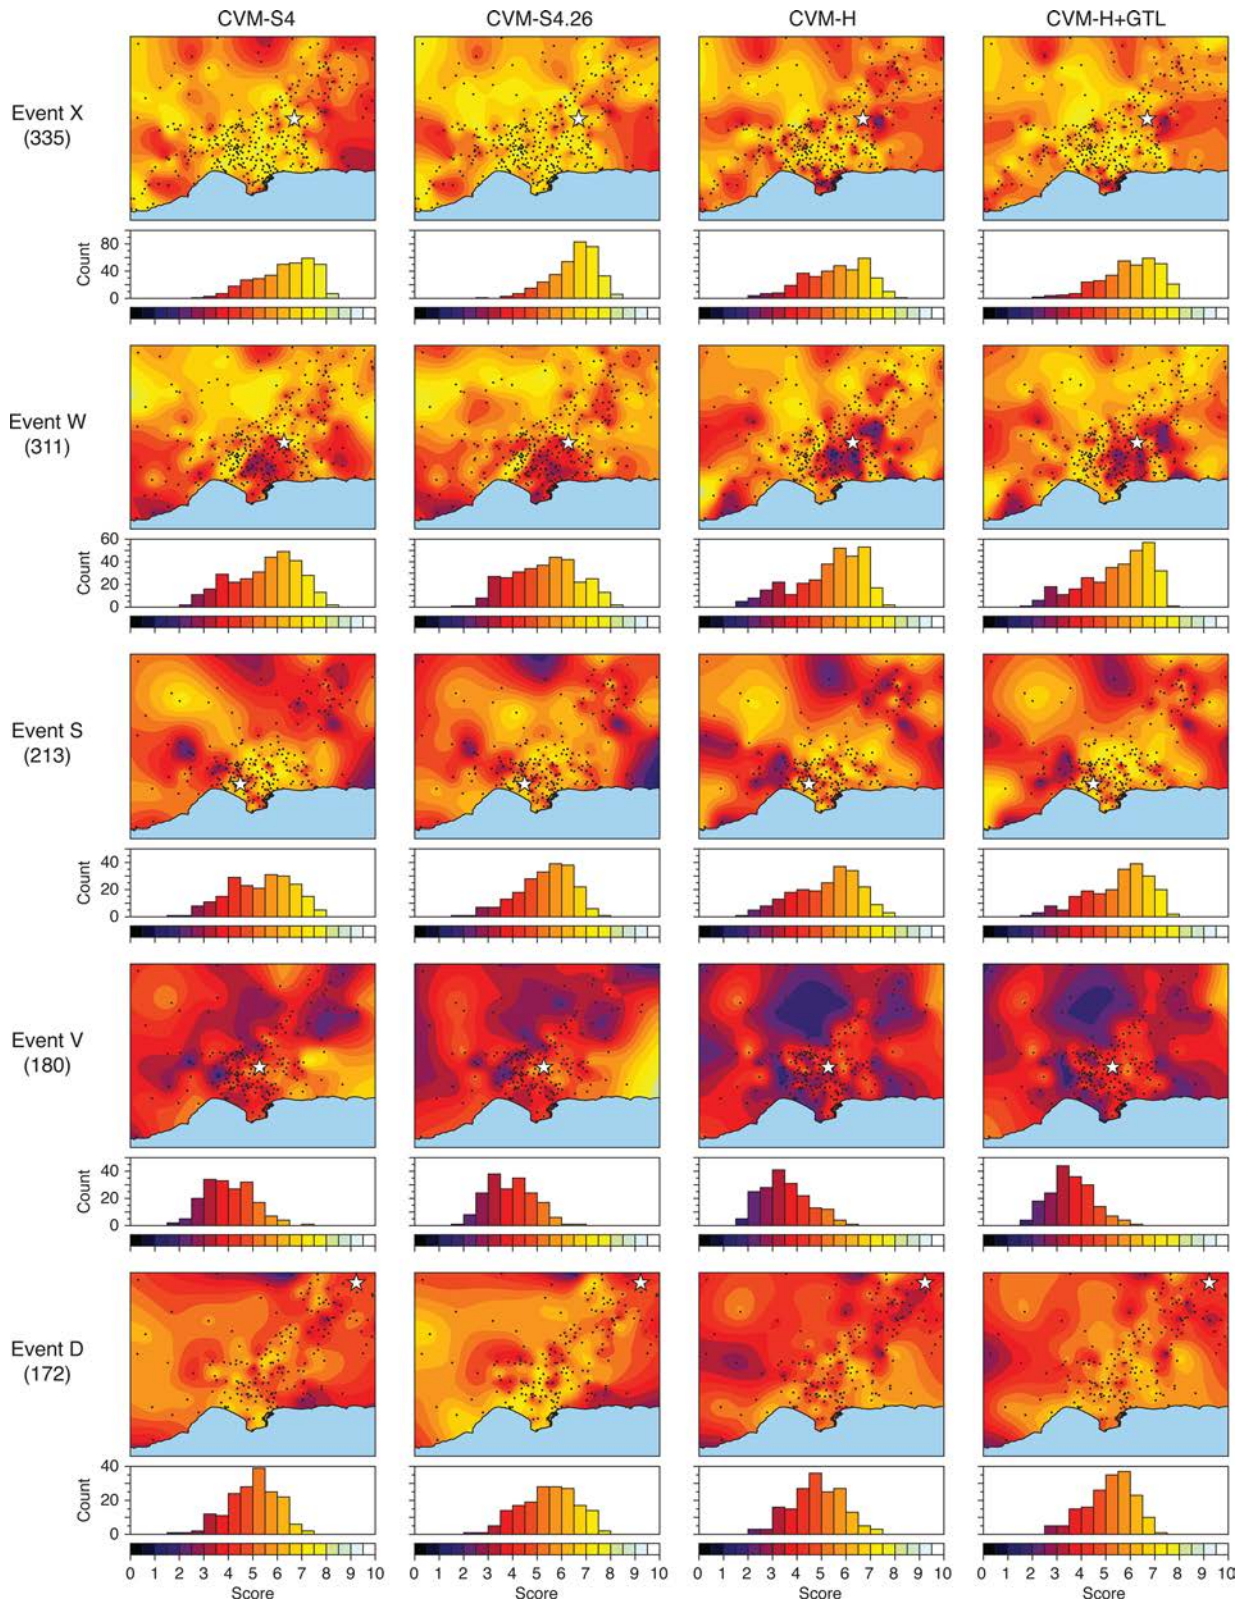 CVM-S4 CVM-S4.26 CVM-H CVM-H+GTL
Event X
(335)
Count
80
40
0
Event W
(311)
Count
60
40
20
0
Event S
(213)
Count
40
20
0
Event V
(180)
Count
40
20
0
Event D
(172)
Count
40
20
0
0 1 2 3 4 5 6 7 8 9 10 0 1 2 3 4 5 6 7 8 9 10 0 1 2 3 4 5 6 7 8 9 10 0 1 2 3 4 5 6 7 8 9 10
Score Score Score Score